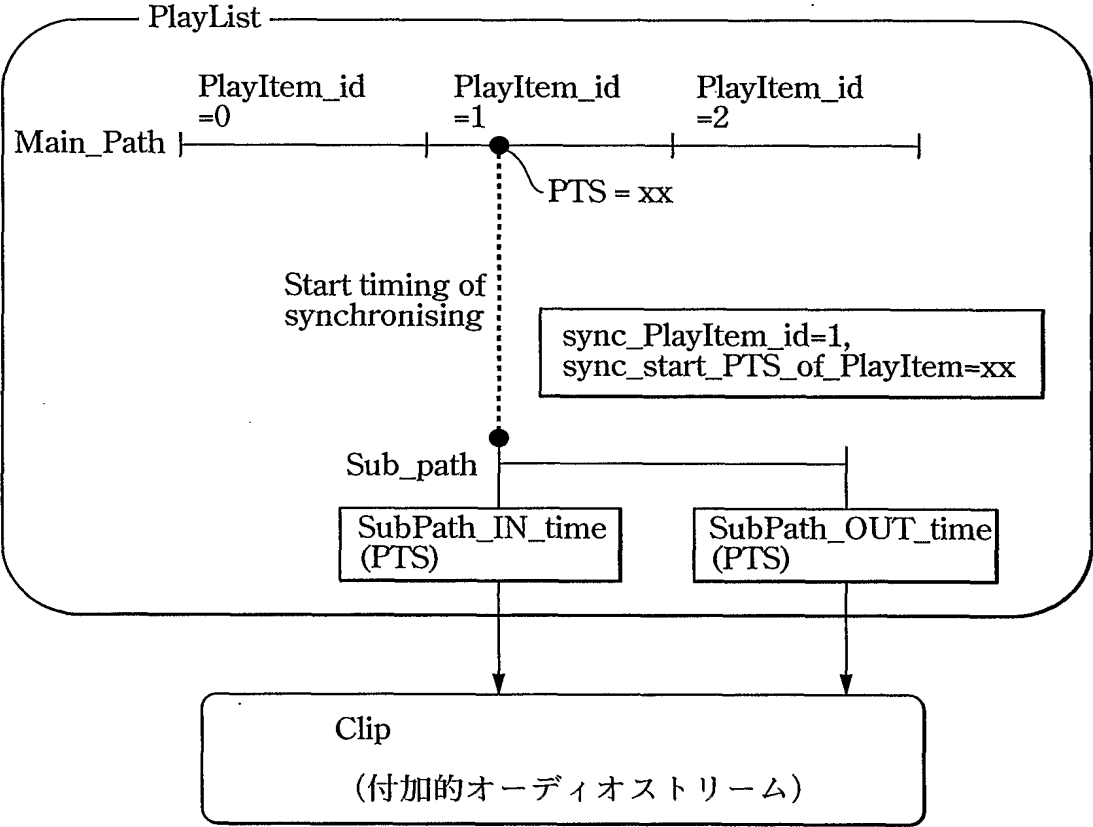 PlayList
PlayItem_id
=0
PlayItem_id
=1
PlayItem_id
=2
Main_Path
PTS = xx
Start timing of
synchronising
sync_PlayItem_id=1,
sync_start_PTS_of_PlayItem=xx
Sub_path
SubPath_IN_time
(PTS)
SubPath_OUT_time
(PTS)
Clip
(付加的オーディオストリーム)